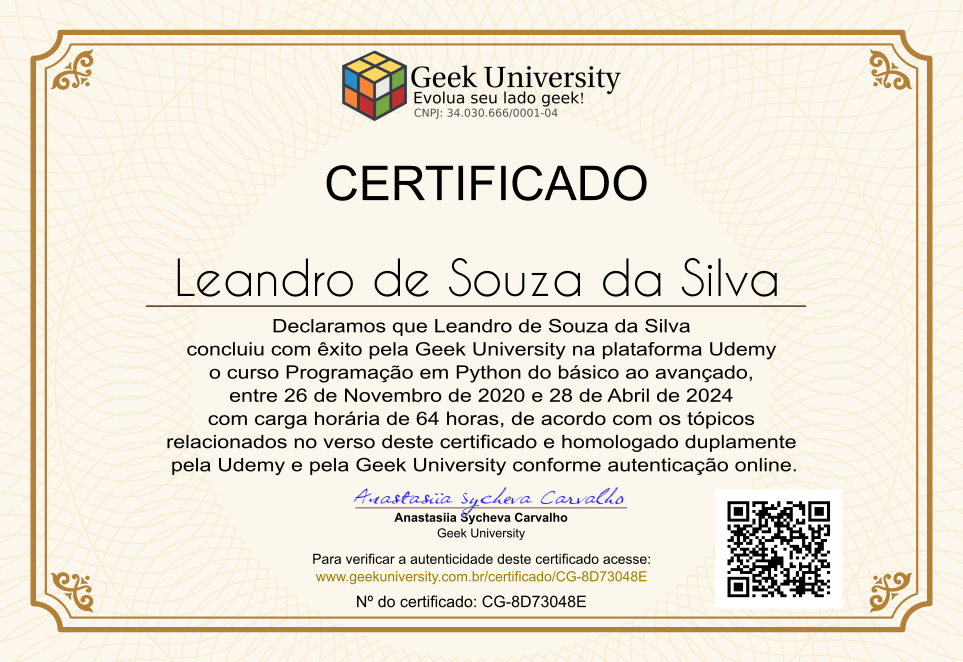 Geek University
Evolua seu lado geek!
CNPJ: 34.030.666/0001-04
CERTIFICADO
Leandro de Souza da Silva
Declaramos que Leandro de Souza da Silva
concluiu com êxito pela Geek University na plataforma Udemy
o curso Programação em Python do básico ao avançado,
entre 26 de Novembro de 2020 e 28 de Abril de 2024
com carga horária de 64 horas, de acordo com os tópicos
relacionados no verso deste certificado e homologado duplamente
pela Udemy e pela Geek University conforme autenticação online.
Anastasiia Sycheva Carvalho
Anastasiia Sycheva Carvalho
Geek University
Para verificar a autenticidade deste certificado acesse:
www.geekuniversity.com.br/certificado/CG-8D73048E
Nº do certificado: CG-8D73048E